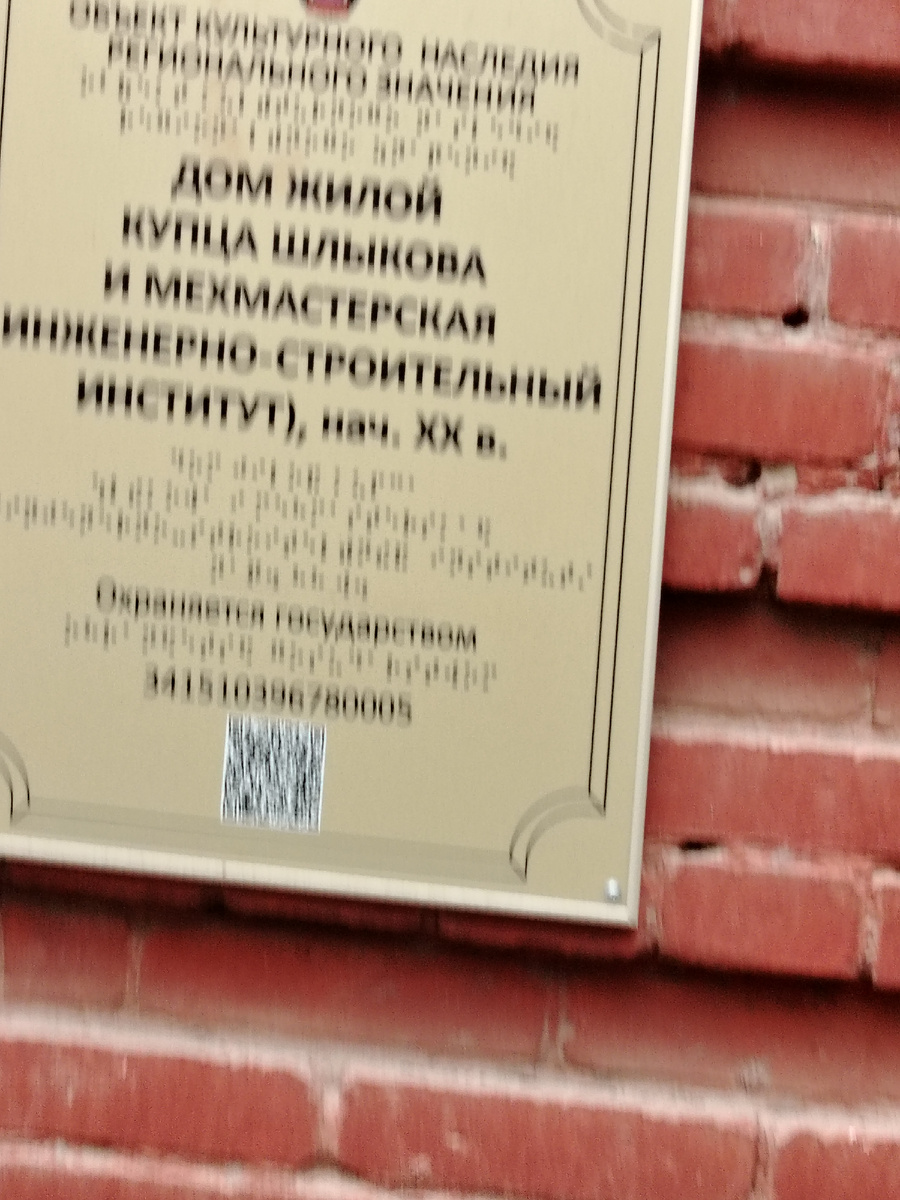 ОБЪЕКТ КУЛЬТУРНОГО НАСЛЕДИЯ
РЕГИОНАЛЬНОГО ЗНАЧЕНИЯ
ДОМ ЖИЛОЙ
КУПЦА ШЛЫКОВА
И МЕХМАСТЕРСКАЯ
ИНЖЕНЕРНО-СТРОИТЕЛЬНЫЙ
ИНСТИТУТ), нач. XX в.
Охраняется государством
341510396780005